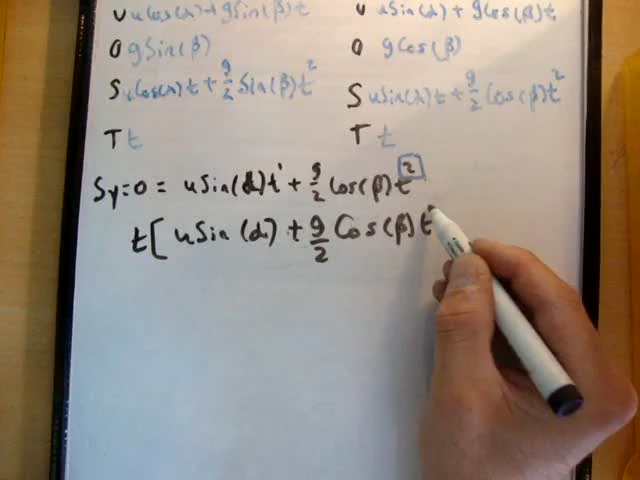 v u Cos(α) + g Sin(β)t
v u Sin(α) + g Cos(β)t
a g Sin(β)
a g Cos(β)
S u Cos(α)t + g/2 Sin(β)t²
S u Sin(α)t + g/2 Cos(β)t²
T t
T t
Sy=0 = u Sin(α)t¹ + g/2 Cos(β)t²
t[u Sin(α) + g/2 Cos(β)t